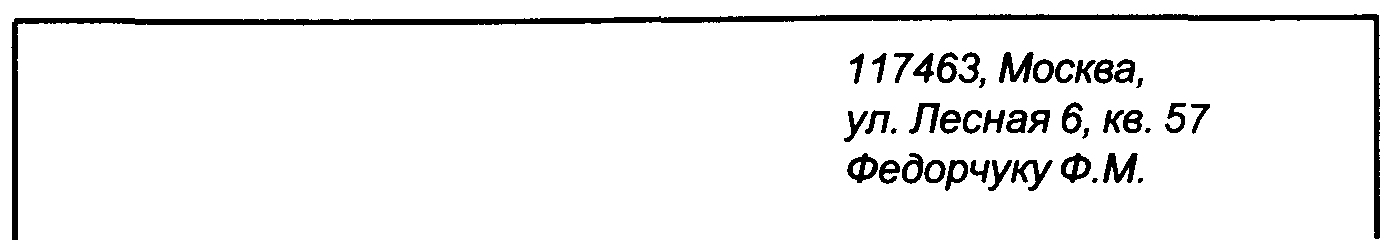 117463, Москва,
ул. Лесная 6, кв. 57
Федорчуку Ф.М.